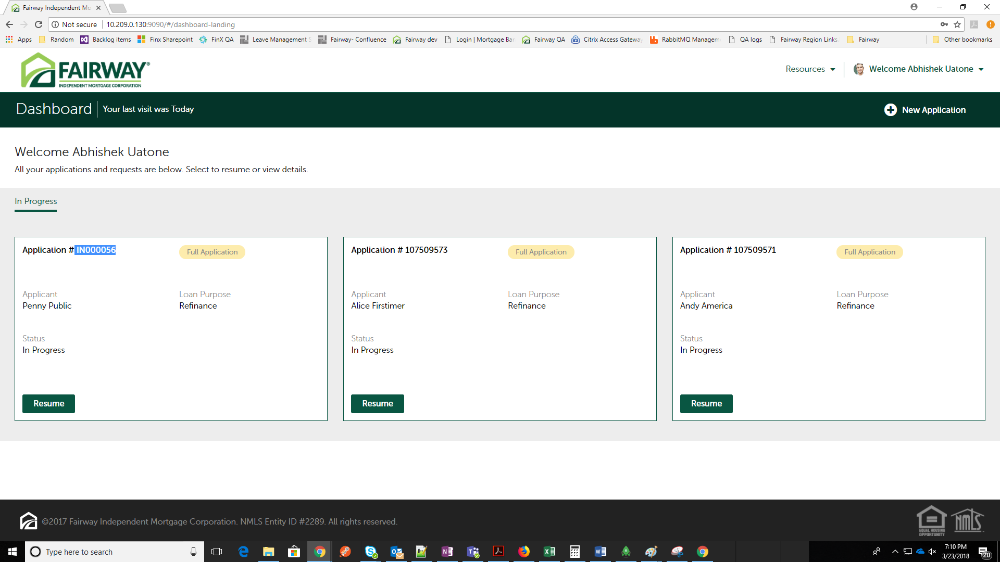 Fairway Independent Mo
Not secure
10.209.0.130:9090/#/dashboard-landing
Apps
Random
Backlog items
Finx Sharepoint
FinX QA
Leave Management S
Fairway- Confluence
Fairway dev
Login | Mortgage Ban
Fairway QA
Citrix Access Gateway
RabbitMQ Managem
QA logs
Fairway Region Links
Fairway
Other bookmarks
FAIRWAY®
INDEPENDENT MORTGAGE CORPORATION
Resources
Welcome Abhishek Uatone
Dashboard
Your last visit was Today
New Application
Welcome Abhishek Uatone
All your applications and requests are below. Select to resume or view details.
In Progress
Application # IN000056
Full Application
Applicant
Penny Public
Loan Purpose
Refinance
Status
In Progress
Resume
Application # 107509573
Full Application
Applicant
Alice Firstimer
Loan Purpose
Refinance
Status
In Progress
Resume
Application # 107509571
Full Application
Applicant
Andy America
Loan Purpose
Refinance
Status
In Progress
Resume
©2017 Fairway Independent Mortgage Corporation. NMLS Entity ID #2289. All rights reserved.
EQUAL HOUSING
OPPORTUNITY
NMLS
Type here to search
7:10 PM
3/23/2018
20